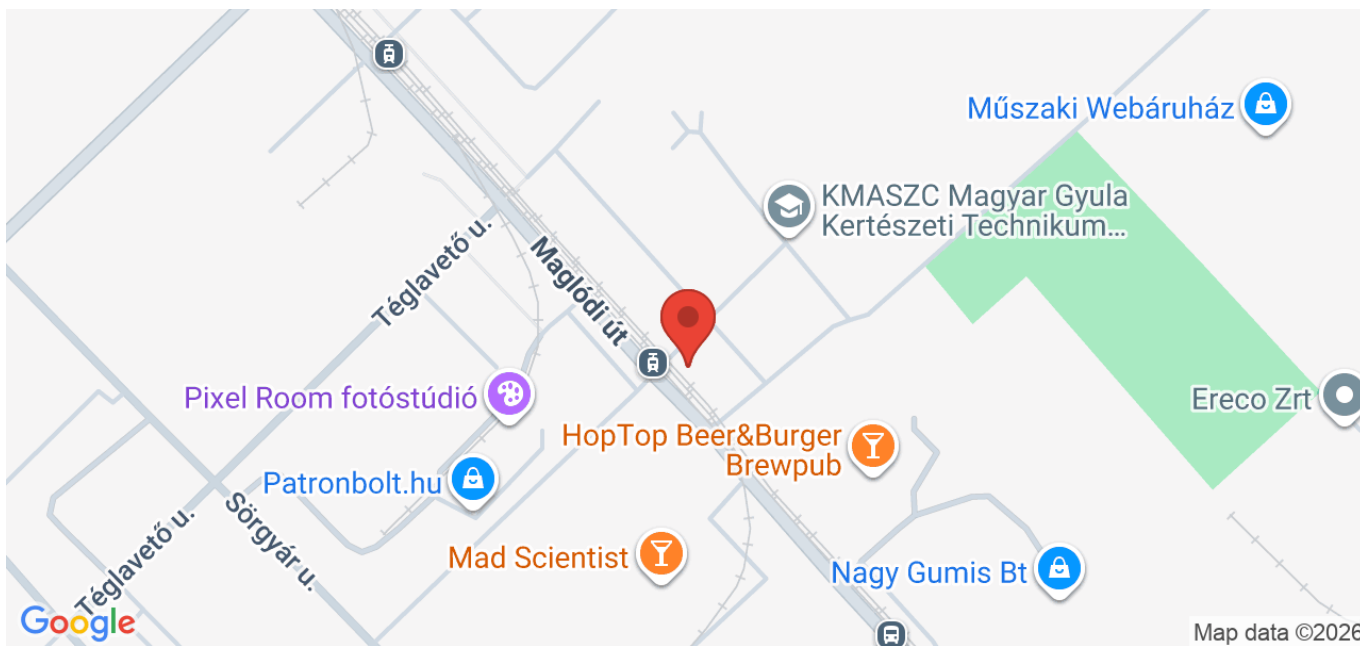 Műszaki Webáruház
KMASZC Magyar Gyula
Kertészeti Technikum...
Téglavető u.
Maglódi út
Pixel Room fotóstúdió
Ereco Zrt
HopTop Beer&Burger
Brewpub
Patronbolt.hu
Sörgyár u.
Téglavető u.
Mad Scientist
Nagy Gumis Bt
Google
Map data ©2026